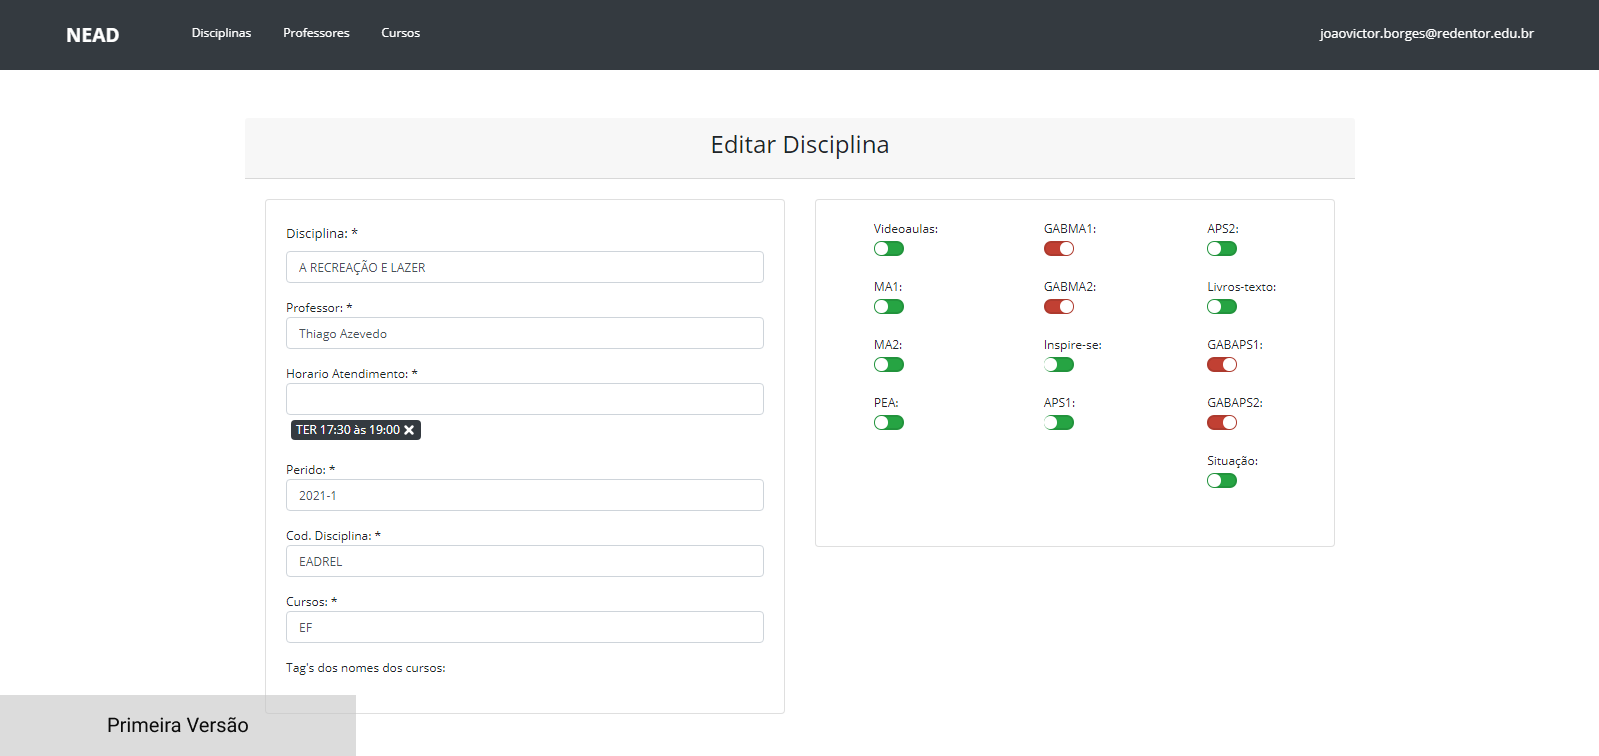 NEAD Disciplinas Professores Cursos joaovictor.borges@redentor.edu.br
Editar Disciplina
Disciplina: *
A RECREAÇÃO E LAZER
Professor: *
Thiago Azevedo
Horario Atendimento: *
TER 17:30 às 19:00 ✖
Perido: *
2021-1
Cod. Disciplina: *
EADREL
Cursos: *
EF
Tag's dos nomes dos cursos:
Videoaulas: GABMA1: APS2:
MA1: GABMA2: Livros-texto:
MA2: Inspire-se: GABAPS1:
PEA: APS1: GABAPS2:
Situação:
Primeira Versão